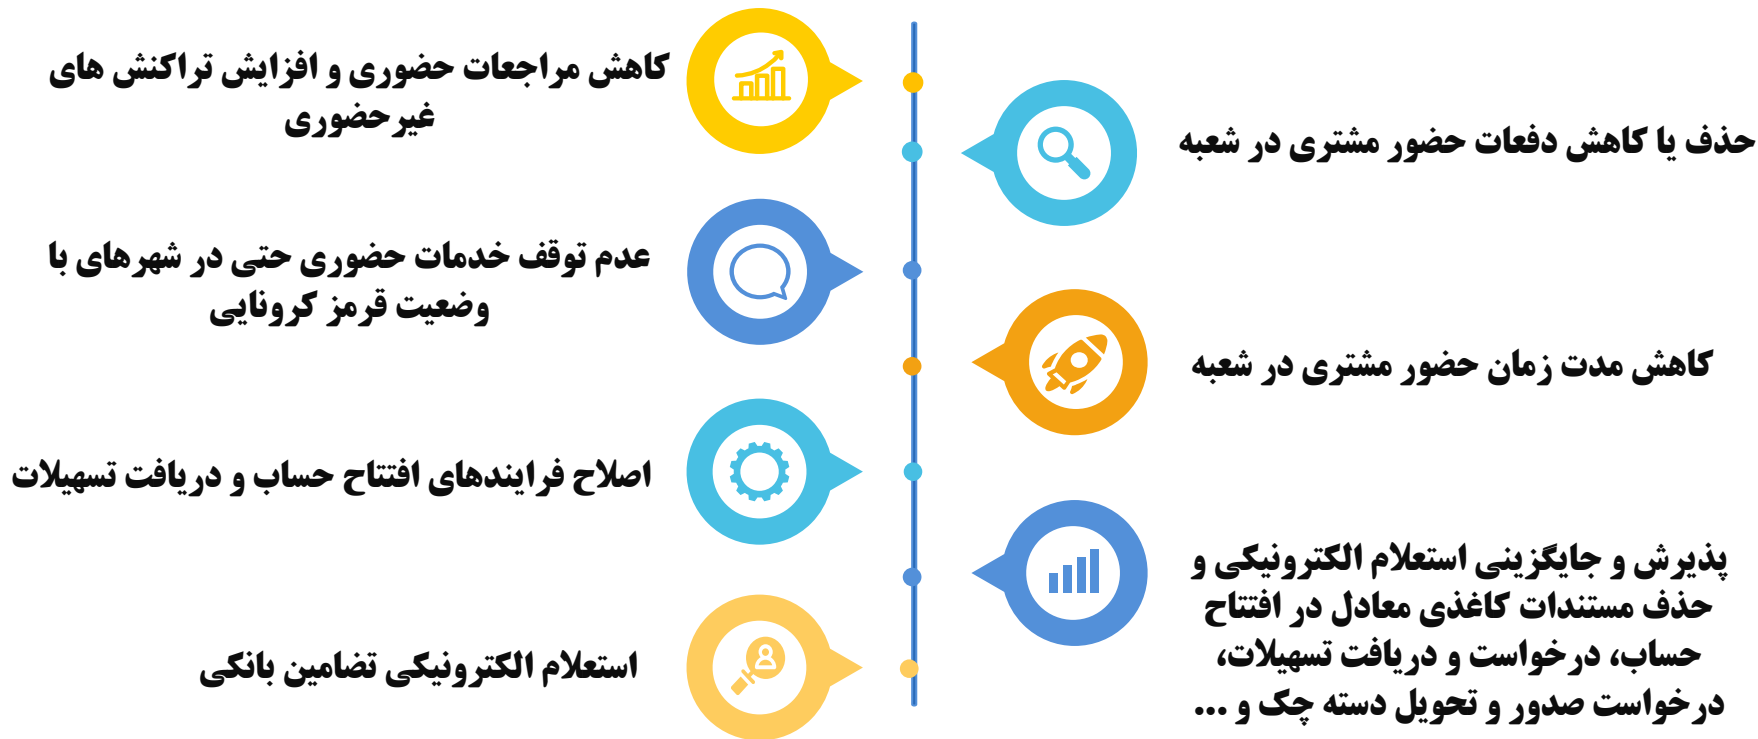 کاهش مراجعات حضوری و افزایش تراکنش های
غیرحضوری
حذف یا کاهش دفعات حضور مشتری در شعبه
عدم توقف خدمات حضوری حتی در شهرهای با
وضعیت قرمز کرونایی
کاهش مدت زمان حضور مشتری در شعبه
اصلاح فرایندهای افتتاح حساب و دریافت تسهیلات
پذیرش و جایگزینی استعلام الکترونیکی و
حذف مستندات کاغذی معادل در افتتاح
حساب، درخواست و دریافت تسهیلات،
درخواست صدور و تحویل دسته چک و ...
استعلام الکترونیکی تضامین بانکی